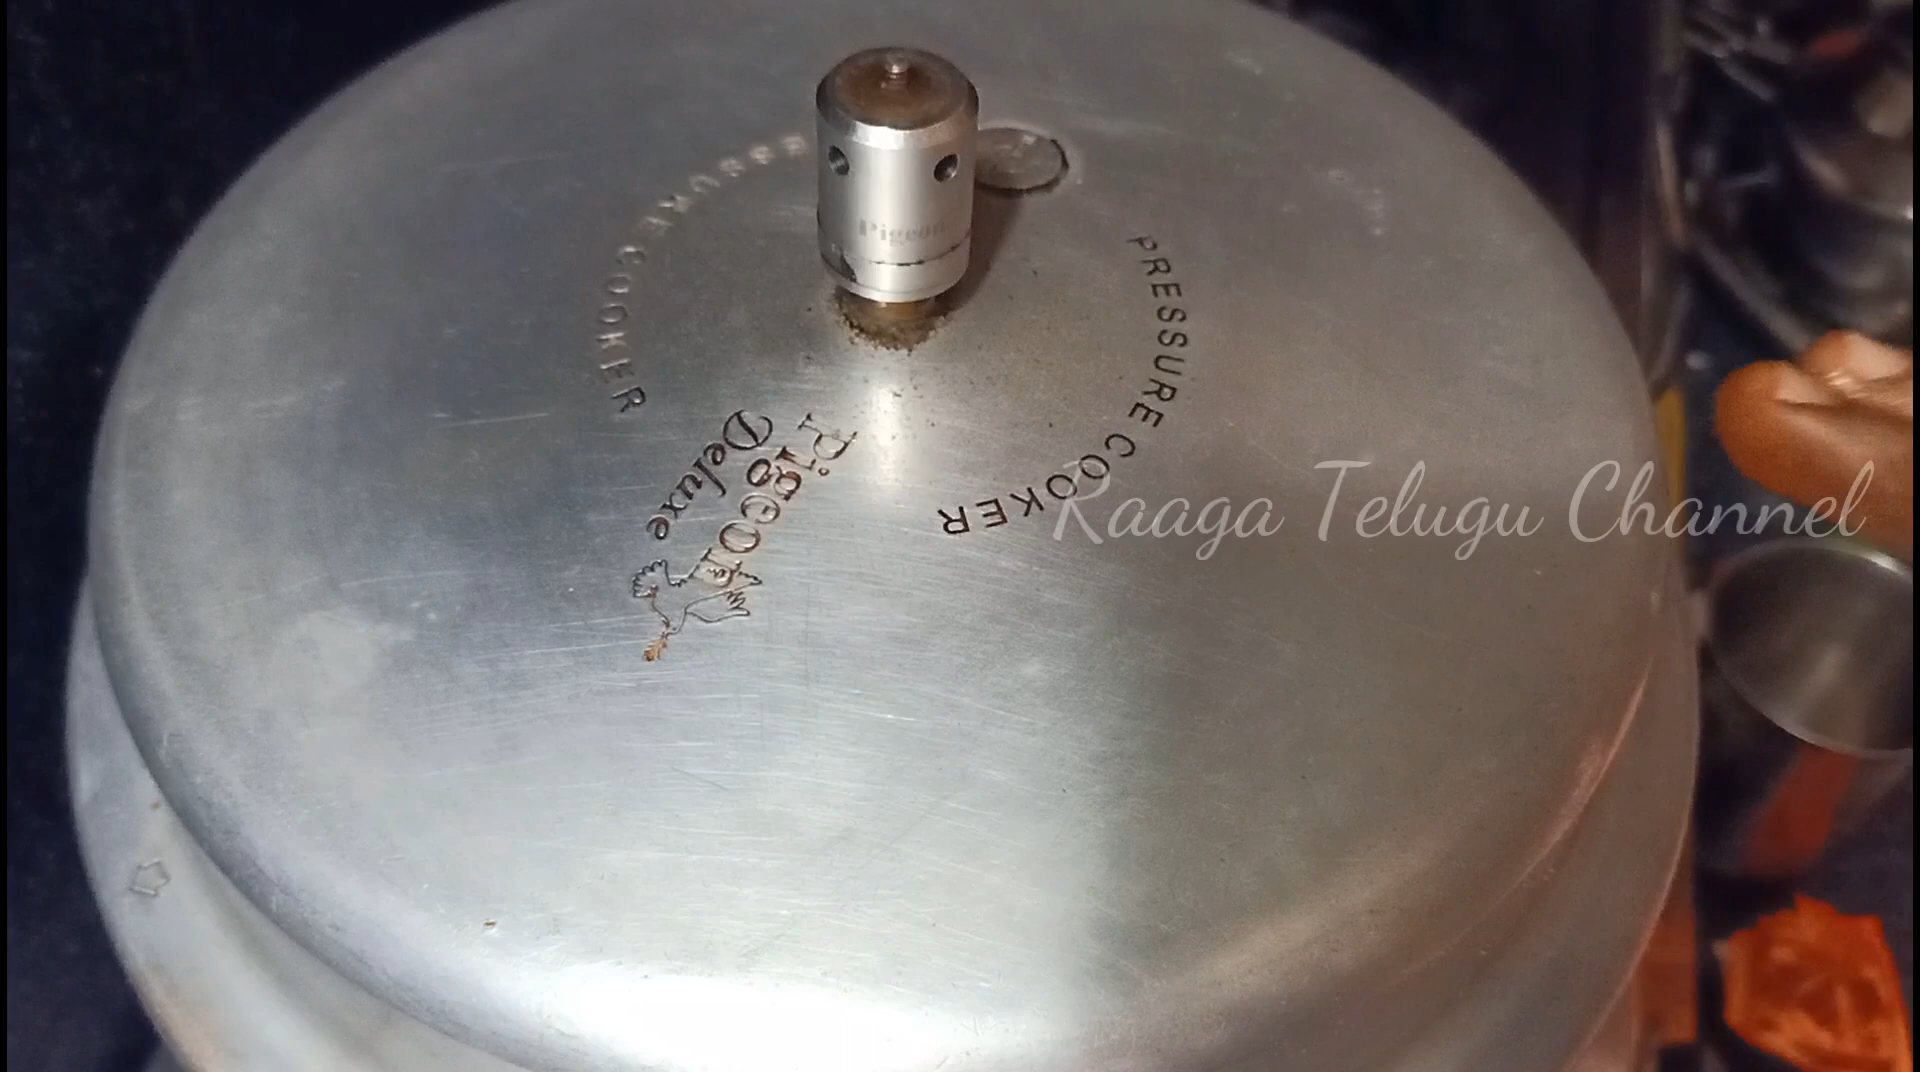 Pigeon
PRESSURE COOKER
PRESSURE COOKER
Pigeon
Deluxe
Raaga Telugu Channel